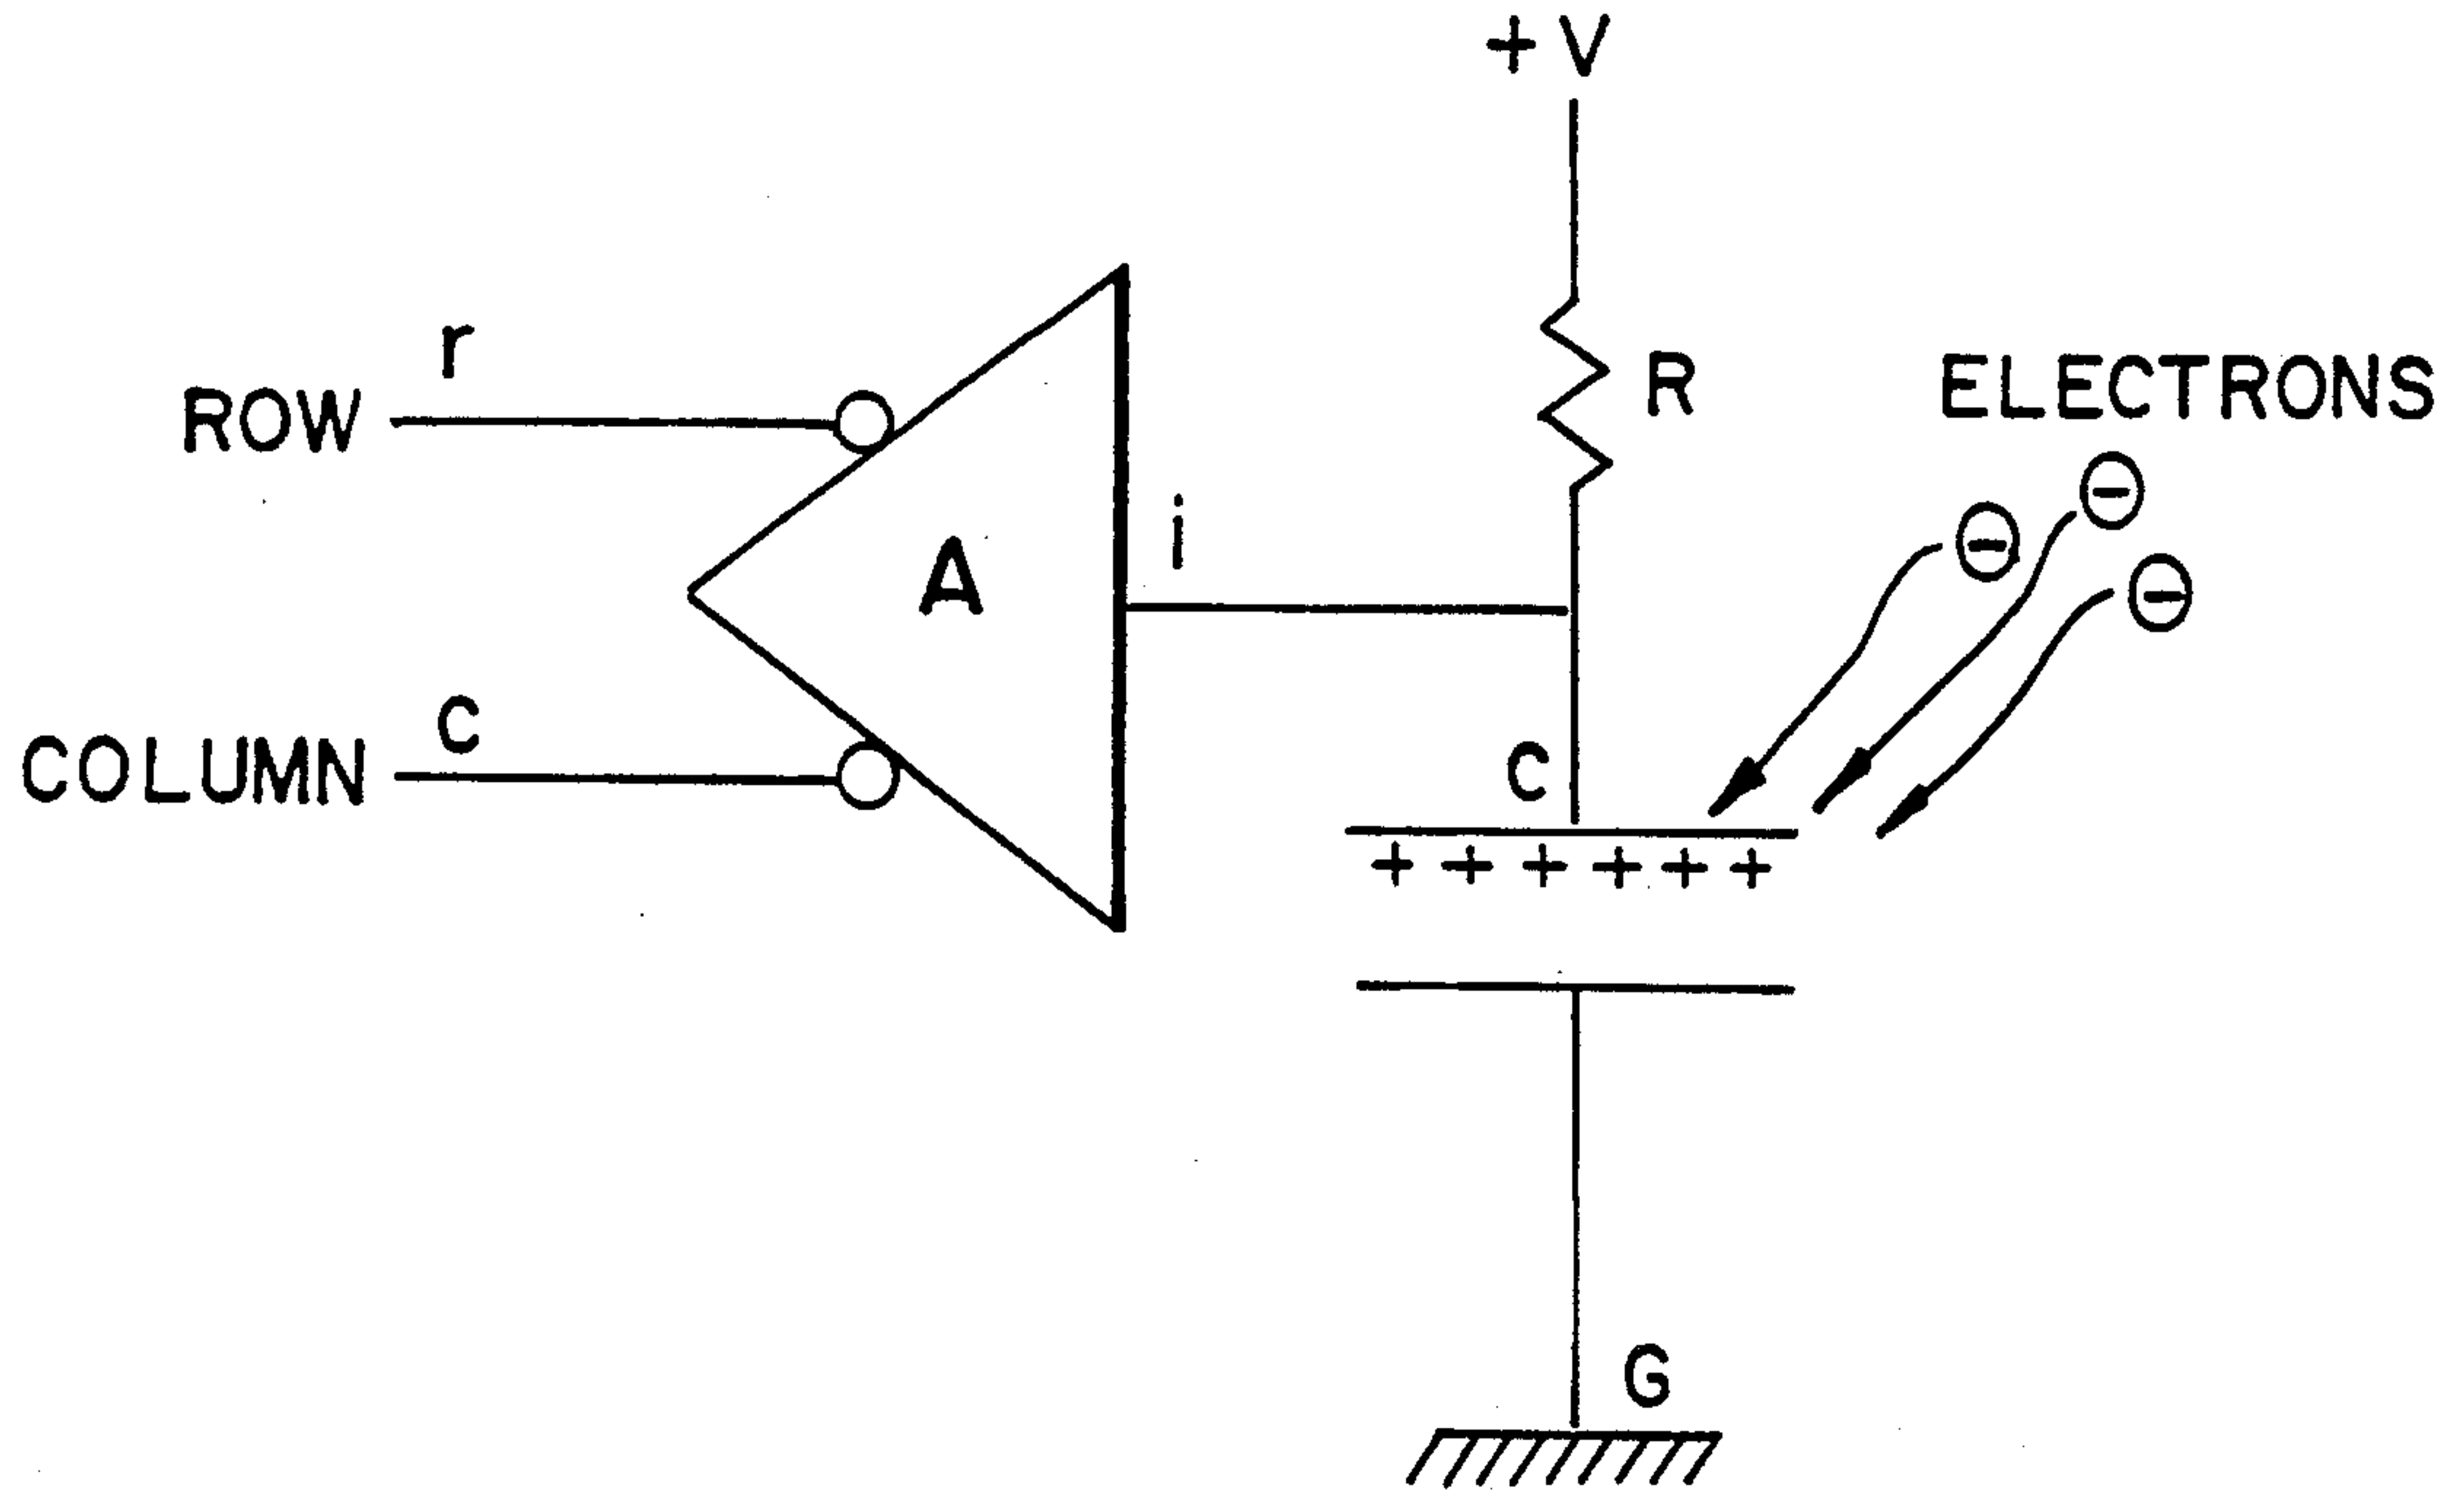 +V
r
ROW
R
ELECTRONS
i
A
C
COLUMN
C
+ + + + + +
G